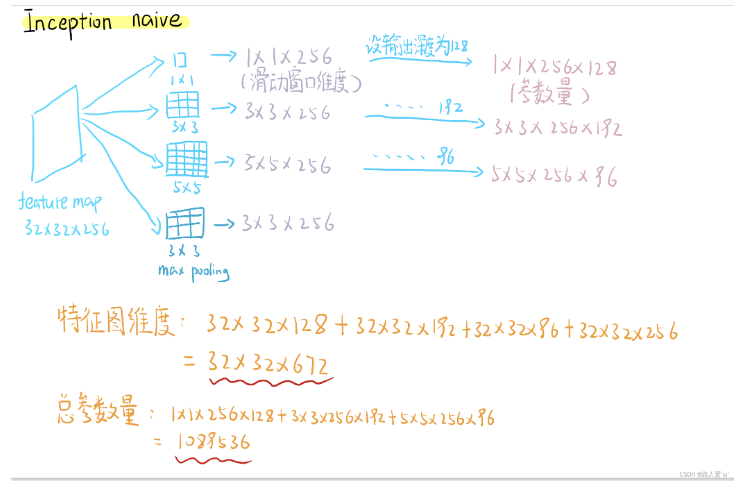 Inception naive
1×1
→ 1×1×256
设输出深度为128
1×1×256×128
(滑动窗口维度)
(参数量)
3×3
→ 3×3×256
...... 192
3×3×256×192
5×5
→ 5×5×256
...... 96
5×5×256×96
feature map
32×32×256
3×3
→ 3×3×256
max pooling
特征图维度: 32×32×128+32×32×192+32×32×96+32×32×256
= 32×32×672
总参数量: 1×1×256×128+3×3×256×192+5×5×256×96
= 1089536
CSDN @路人要'ω'